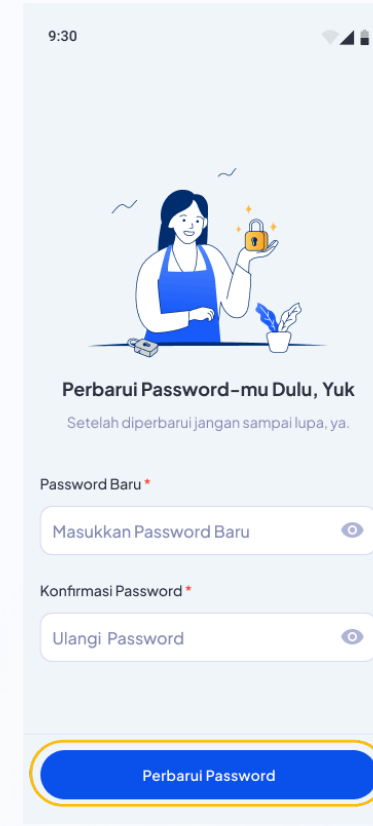 9:30
Perbarui Password-mu Dulu, Yuk
Setelah diperbarui jangan sampai lupa, ya.
Password Baru *
Masukkan Password Baru
Konfirmasi Password *
Ulangi Password
Perbarui Password